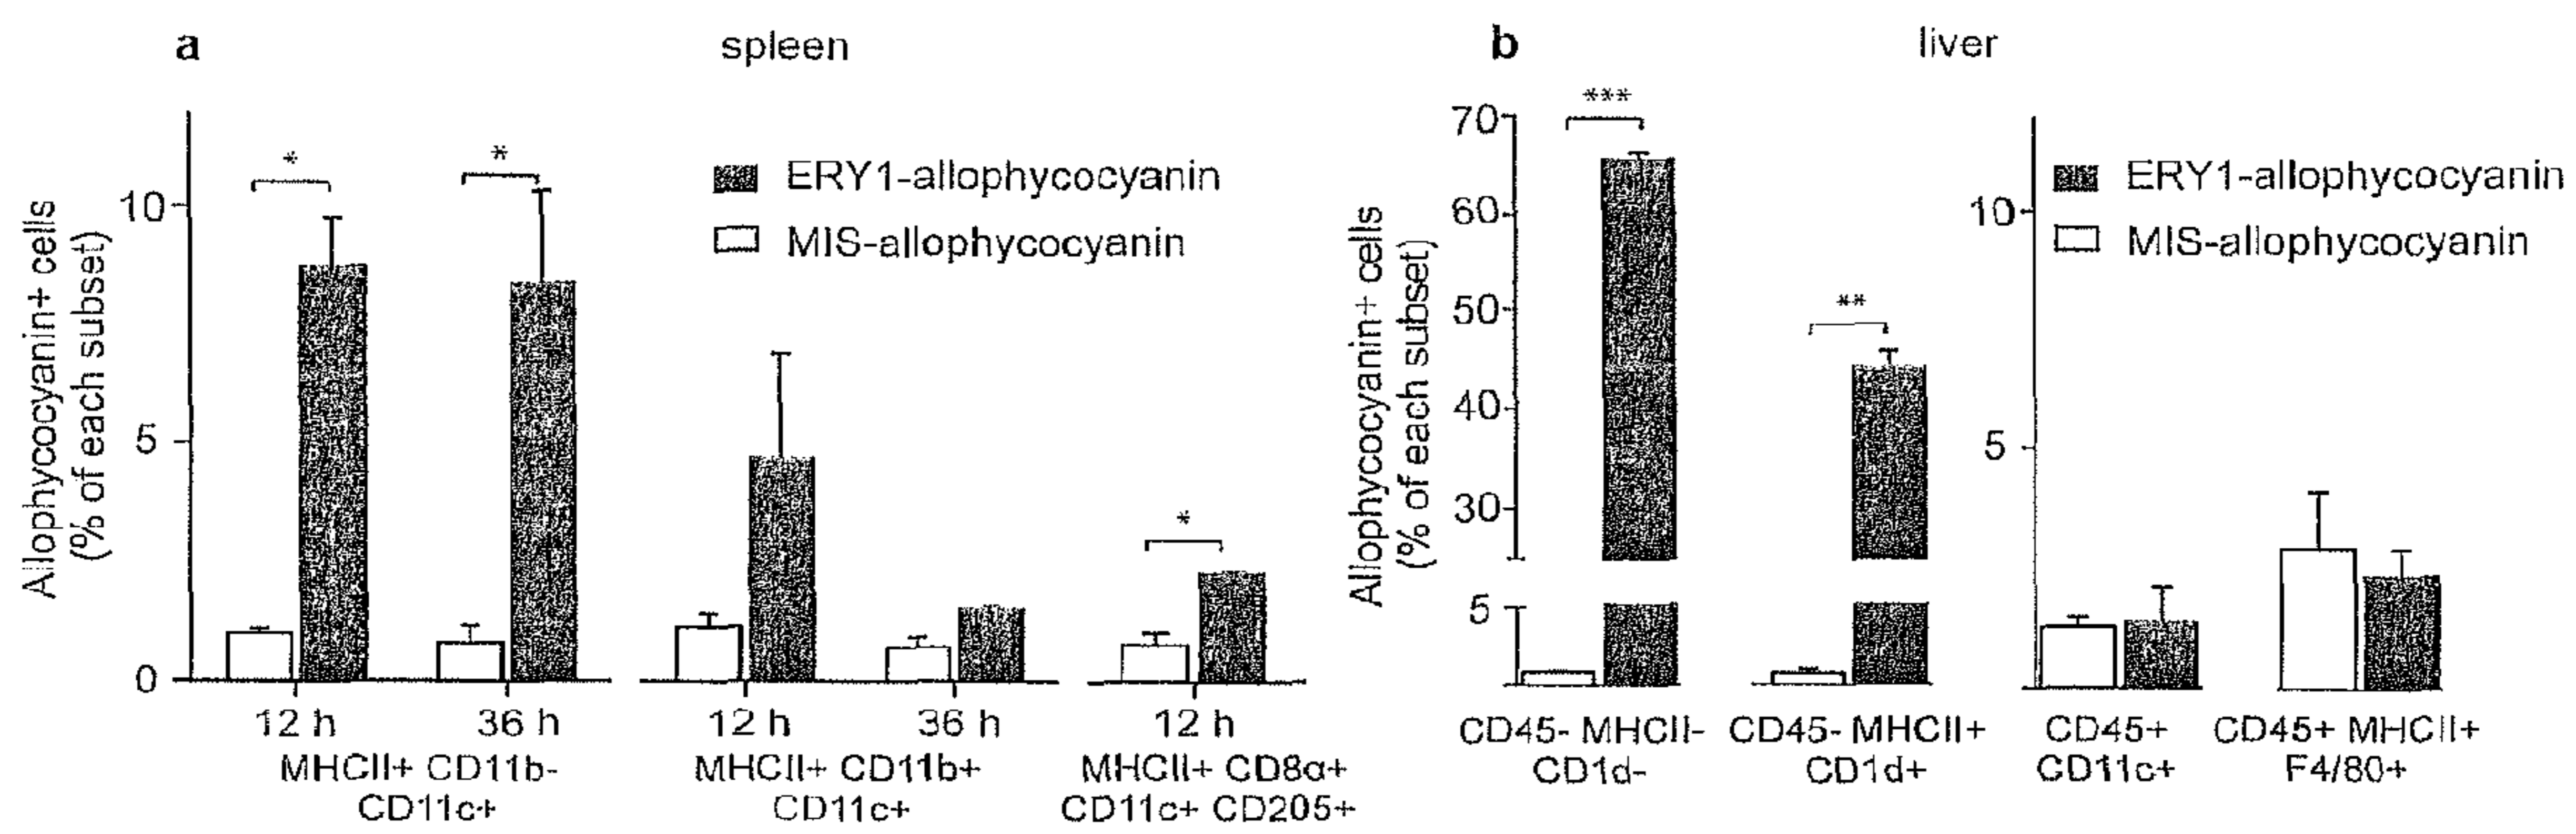 a
spleen
Allophycocyanin+ cells
(% of each subset)
10
5
0
*
*
*
ERY1-allophycocyanin
MIS-allophycocyanin
12 h
36 h
12 h
36 h
12 h
MHCII+ CD11b-
CD11c+
MHCII+ CD11b+
CD11c+
MHCII+ CD8α+
CD11c+ CD205+
b
liver
Allophycocyanin+ cells
(% of each subset)
70
60
50
40
30
5
***
**
10
5
ERY1-allophycocyanin
MIS-allophycocyanin
CD45- MHCII-
CD1d-
CD45- MHCII+
CD1d+
CD45+
CD11c+
CD45+ MHCII+
F4/80+